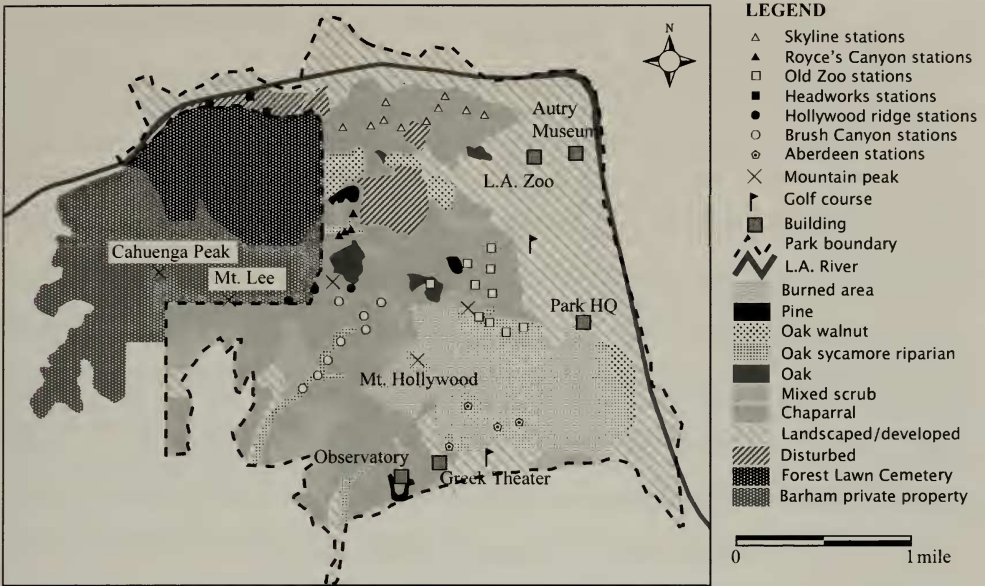 N
Autry
Museum
L.A. Zoo
Cahuenga Peak
Mt. Lee
Park HQ
Mt. Hollywood
Observatory
Greek Theater
LEGEND
Skyline stations
Royce's Canyon stations
Old Zoo stations
Headworks stations
Hollywood ridge stations
Brush Canyon stations
Aberdeen stations
Mountain peak
Golf course
Building
Park boundary
L.A. River
Burned area
Pine
Oak walnut
Oak sycamore riparian
Oak
Mixed scrub
Chaparral
Landscaped/developed
Disturbed
Forest Lawn Cemetery
Barham private property
0 1 mile